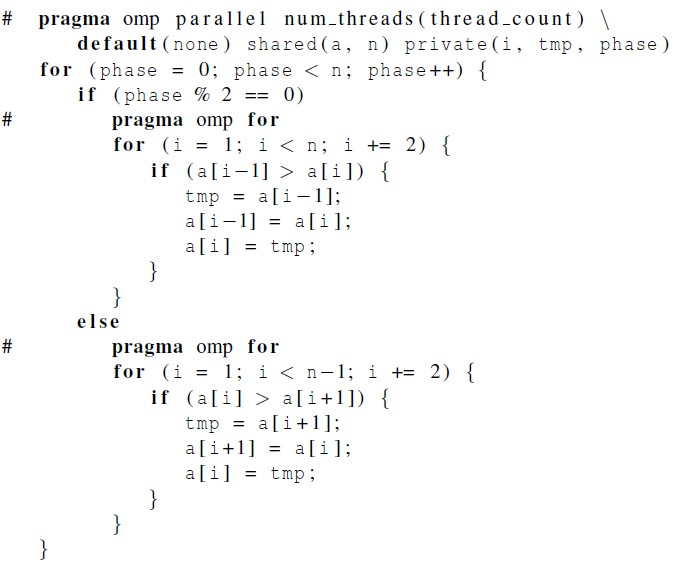 # pragma omp parallel num_threads(thread_count) \
default(none) shared(a, n) private(i, tmp, phase)
for (phase = 0; phase < n; phase++) {
if (phase % 2 == 0)
# pragma omp for
for (i = 1; i < n; i += 2) {
if (a[i-1] > a[i]) {
tmp = a[i-1];
a[i-1] = a[i];
a[i] = tmp;
}
}
else
# pragma omp for
for (i = 1; i < n-1; i += 2) {
if (a[i] > a[i+1]) {
tmp = a[i+1];
a[i+1] = a[i];
a[i] = tmp;
}
}
}